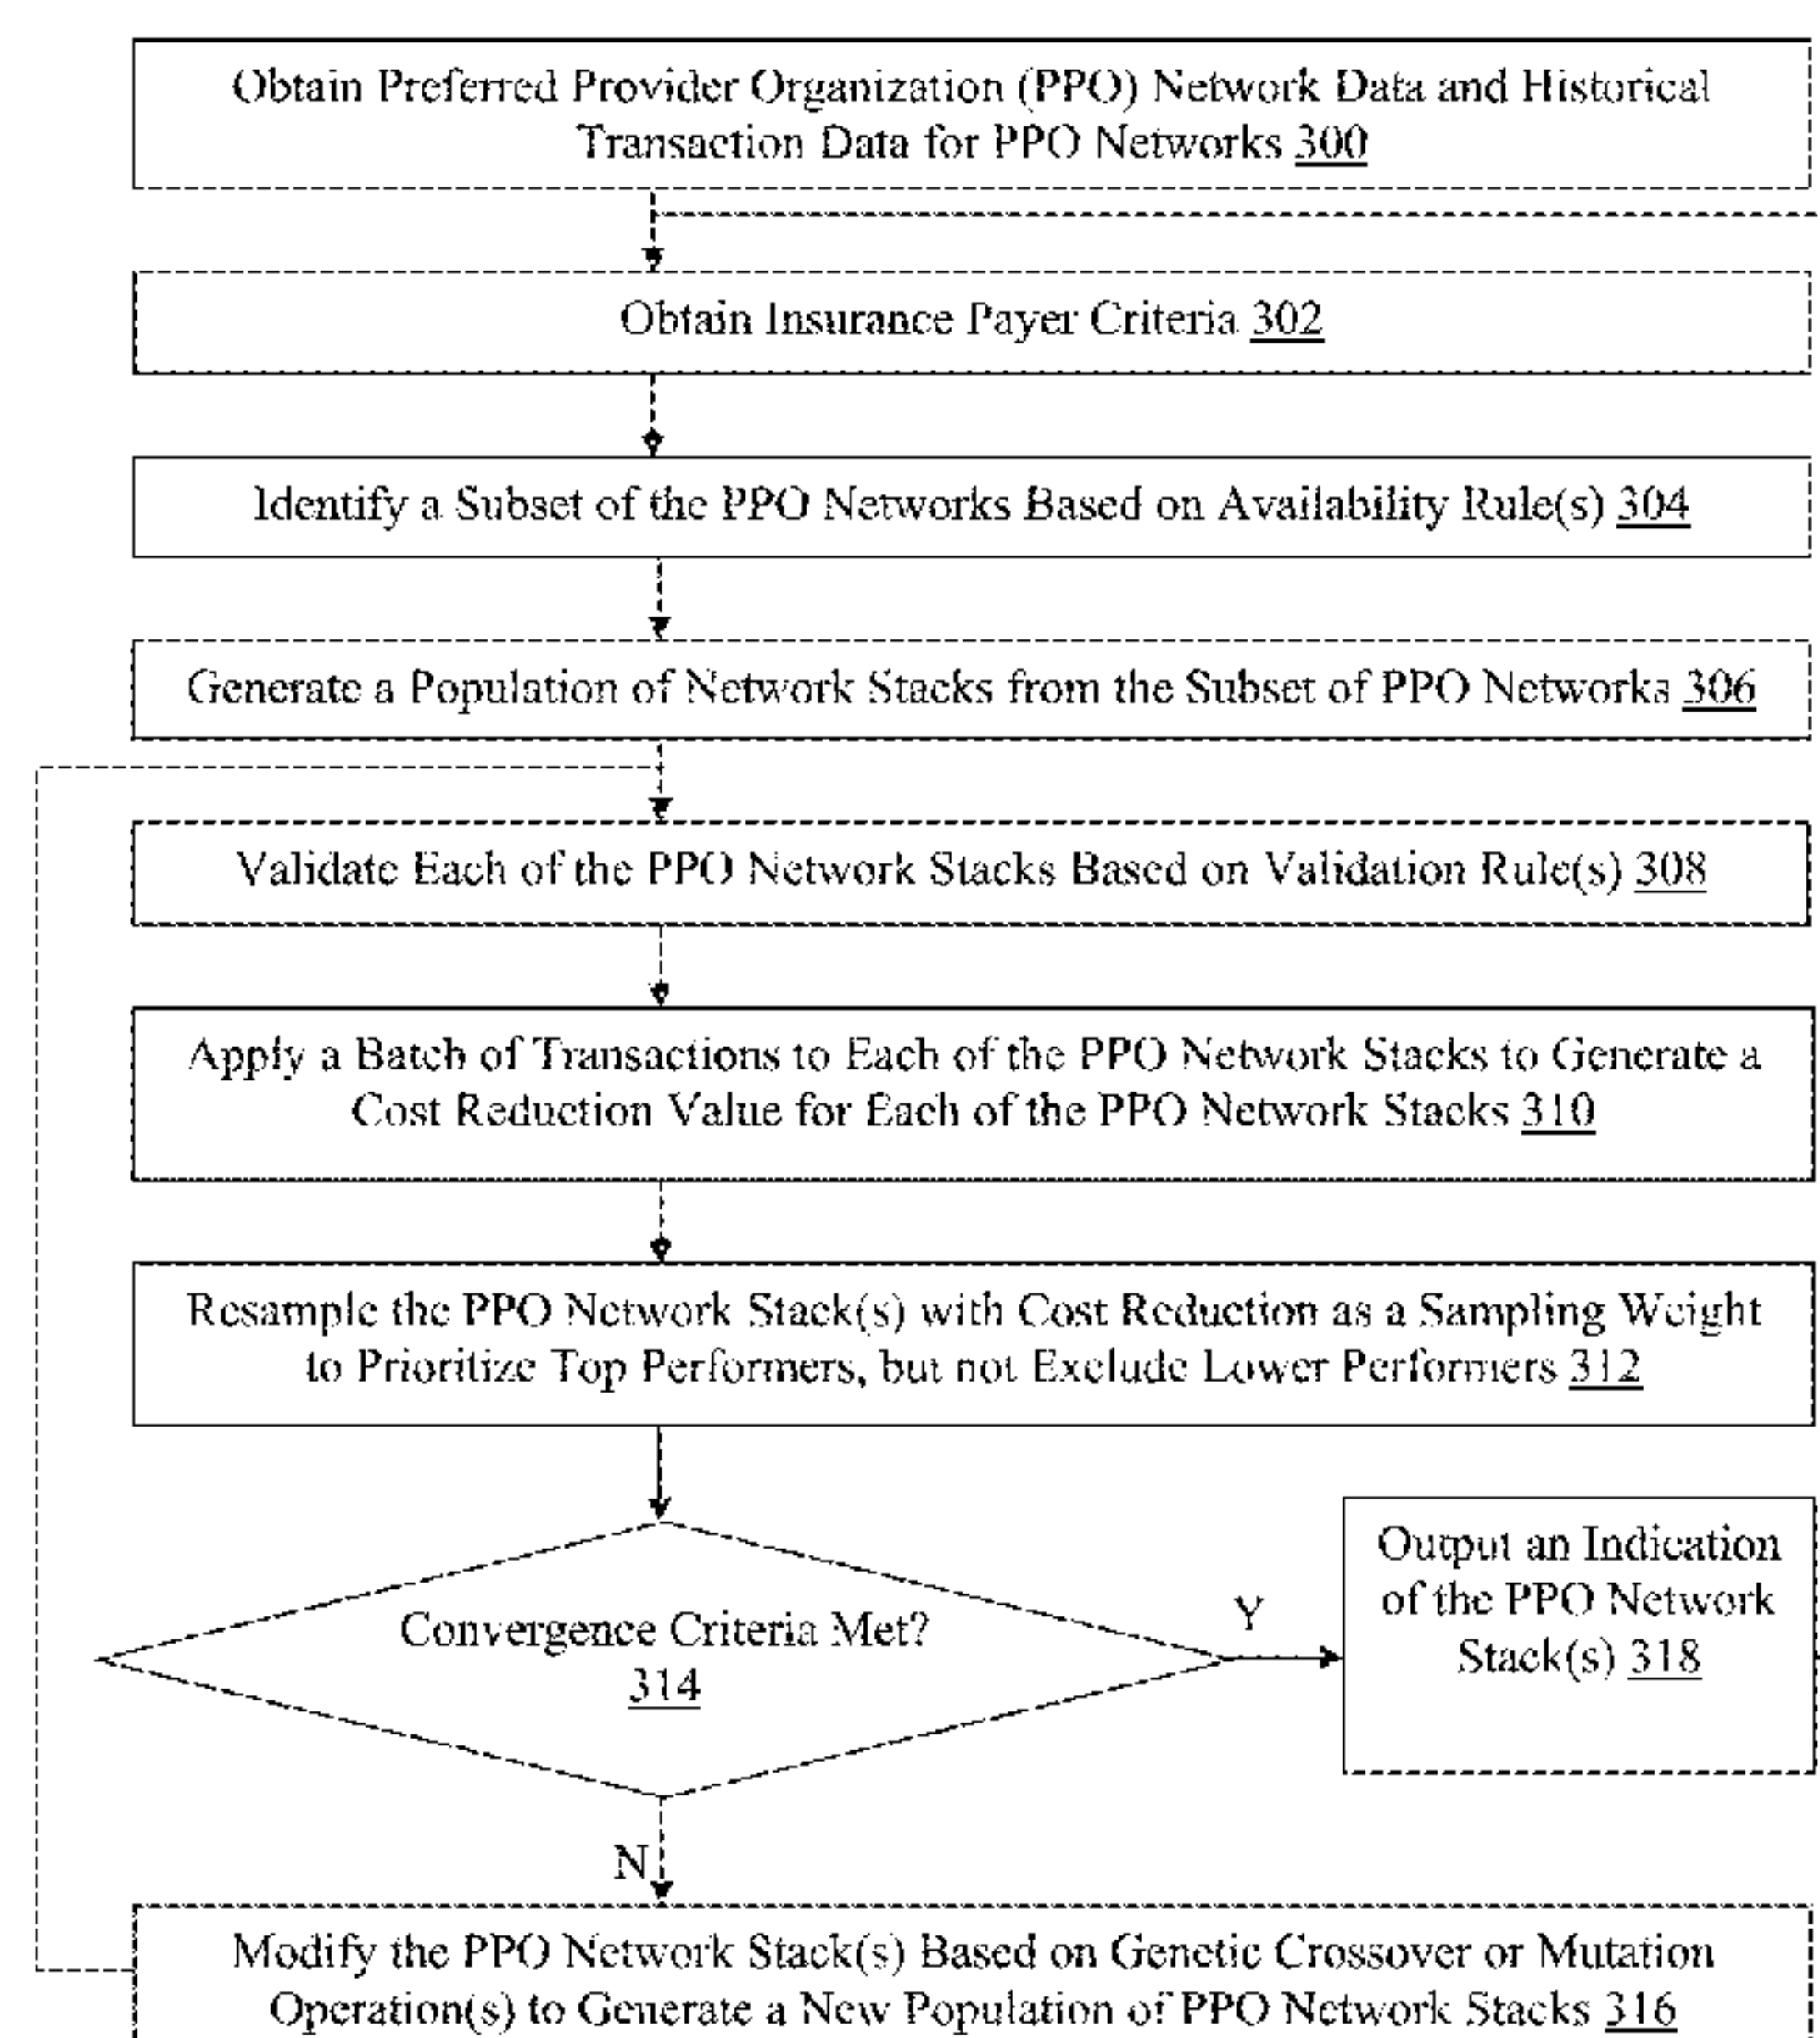 Obtain Preferred Provider Organization (PPO) Network Data and Historical
Transaction Data for PPO Networks 300
Obtain Insurance Payer Criteria 302
Identify a Subset of the PPO Networks Based on Availability Rule(s) 304
Generate a Population of Network Stacks from the Subset of PPO Networks 306
Validate Each of the PPO Network Stacks Based on Validation Rule(s) 308
Apply a Batch of Transactions to Each of the PPO Network Stacks to Generate a
Cost Reduction Value for Each of the PPO Network Stacks 310
Resample the PPO Network Stack(s) with Cost Reduction as a Sampling Weight
to Prioritize Top Performers, but not Exclude Lower Performers 312
Convergence Criteria Met?
314
Y
Output an Indication
of the PPO Network
Stack(s) 318
N
Modify the PPO Network Stack(s) Based on Genetic Crossover or Mutation
Operation(s) to Generate a New Population of PPO Network Stacks 316